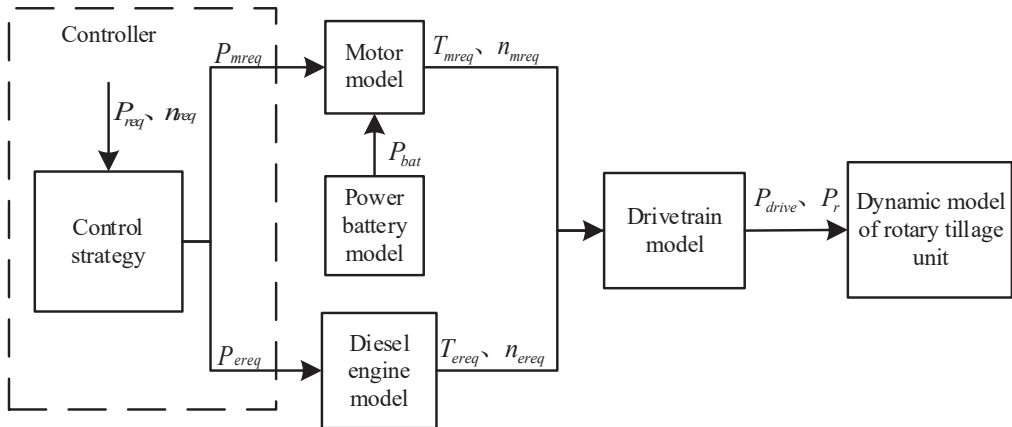 Controller
P_req、n_req
Control
strategy
P_mreq
P_ereq
Motor
model
P_bat
Power
battery
model
Diesel
engine
model
T_mreq、n_mreq
T_ereq、n_ereq
Drivetrain
model
P_drive、P_r
Dynamic model
of rotary tillage
unit